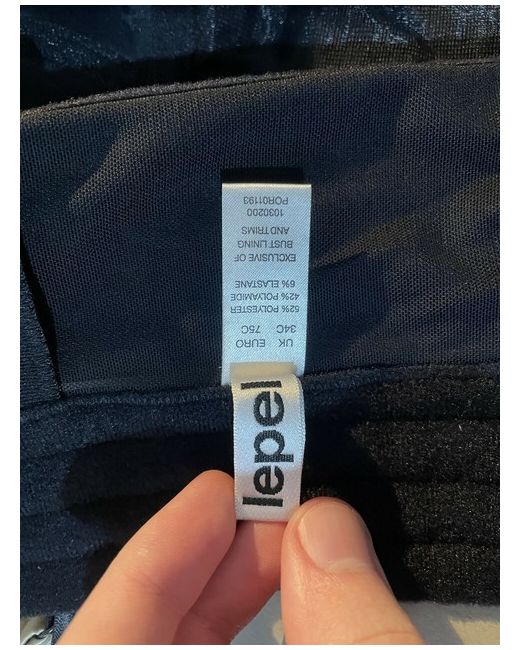 lepel
UK EURO
34C 75C
52% POLYESTER
42% POLYAMIDE
6% ELASTANE
EXCLUSIVE OF
BUST LINING
AND TRIMS
1030200
POR01193